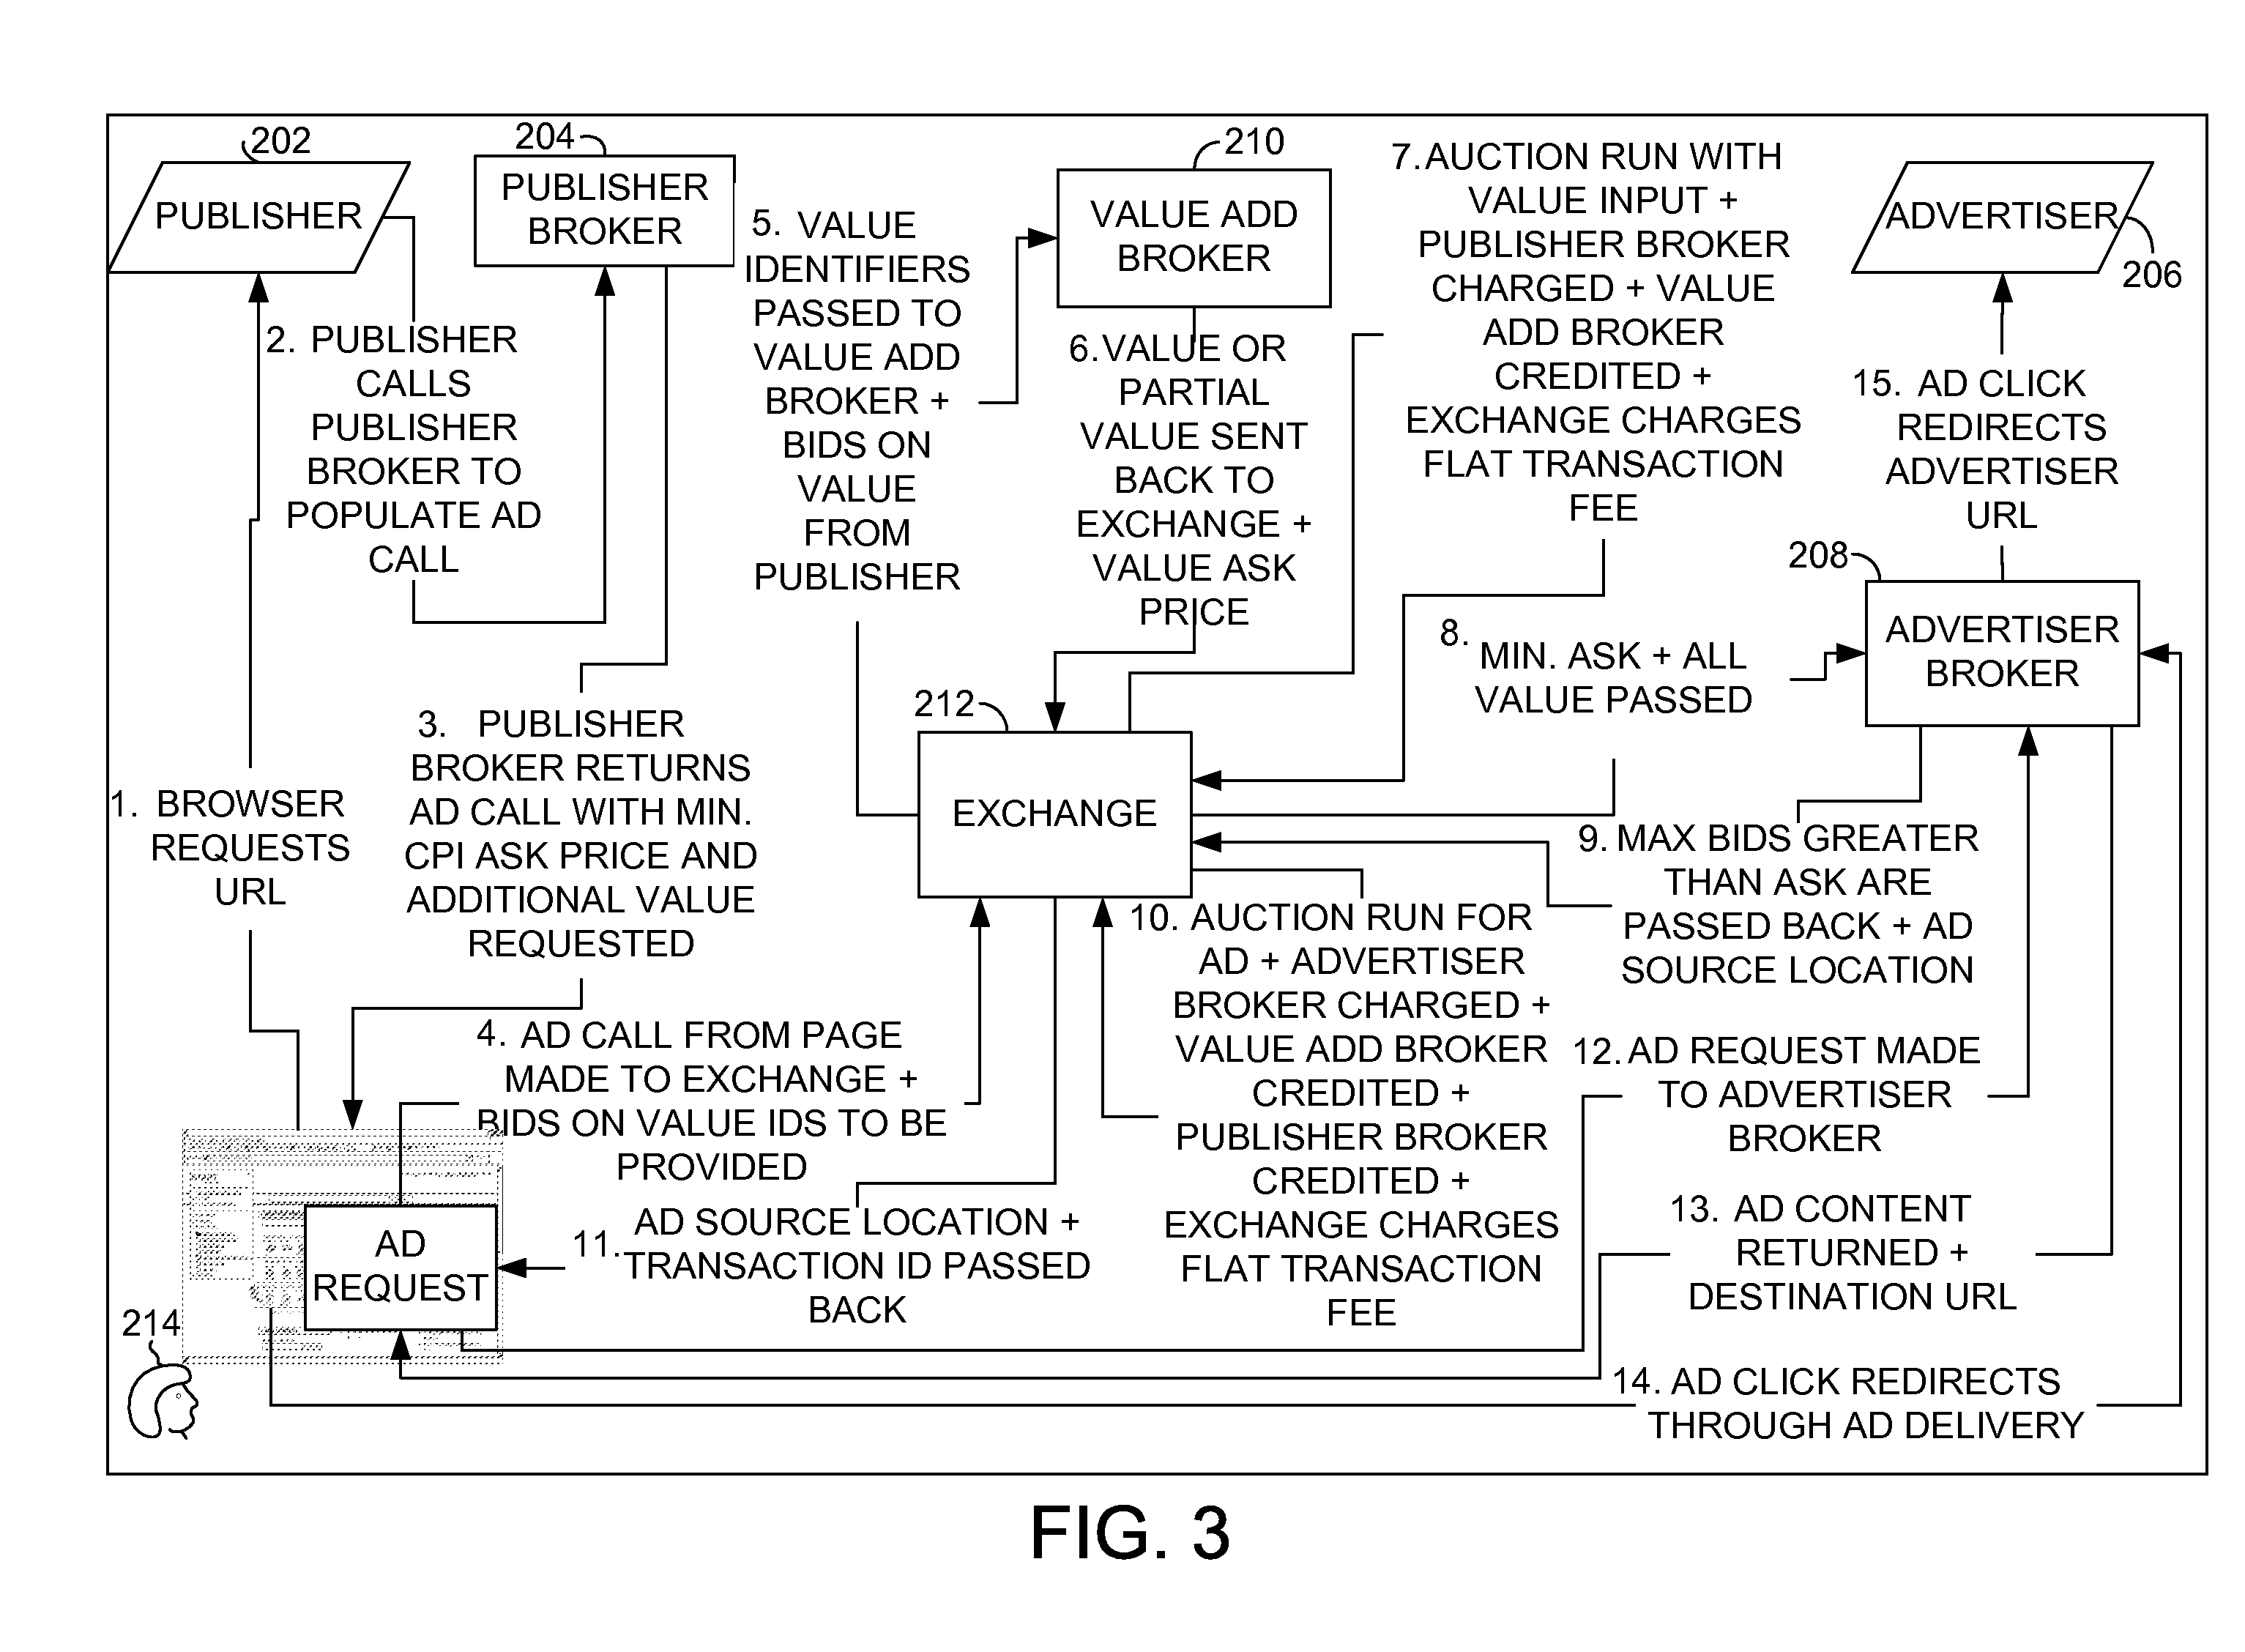 202
PUBLISHER
204
PUBLISHER
BROKER
210
VALUE ADD
BROKER
ADVERTISER
206
208
ADVERTISER
BROKER
212
EXCHANGE
1. BROWSER
REQUESTS
URL
2. PUBLISHER
CALLS
PUBLISHER
BROKER TO
POPULATE AD
CALL
3. PUBLISHER
BROKER RETURNS
AD CALL WITH MIN.
CPI ASK PRICE AND
ADDITIONAL VALUE
REQUESTED
4. AD CALL FROM PAGE
MADE TO EXCHANGE +
BIDS ON VALUE IDS TO BE
PROVIDED
5. VALUE
IDENTIFIERS
PASSED TO
VALUE ADD
BROKER +
BIDS ON
VALUE
FROM
PUBLISHER
6. VALUE OR
PARTIAL
VALUE SENT
BACK TO
EXCHANGE +
VALUE ASK
PRICE
7. AUCTION RUN WITH
VALUE INPUT +
PUBLISHER BROKER
CHARGED + VALUE
ADD BROKER
CREDITED +
EXCHANGE CHARGES
FLAT TRANSACTION
FEE
8.
MIN. ASK + ALL
VALUE PASSED
9. MAX BIDS GREATER
THAN ASK ARE
PASSED BACK + AD
SOURCE LOCATION
10. AUCTION RUN FOR
AD + ADVERTISER
BROKER CHARGED +
VALUE ADD BROKER
CREDITED +
PUBLISHER BROKER
CREDITED +
EXCHANGE CHARGES
FLAT TRANSACTION
FEE
11.
AD SOURCE LOCATION +
TRANSACTION ID PASSED
BACK
12. AD REQUEST MADE
TO ADVERTISER
BROKER
13. AD CONTENT
RETURNED +
DESTINATION URL
14. AD CLICK REDIRECTS
THROUGH AD DELIVERY
15. AD CLICK
REDIRECTS
ADVERTISER
URL
AD
REQUEST
214
FIG. 3